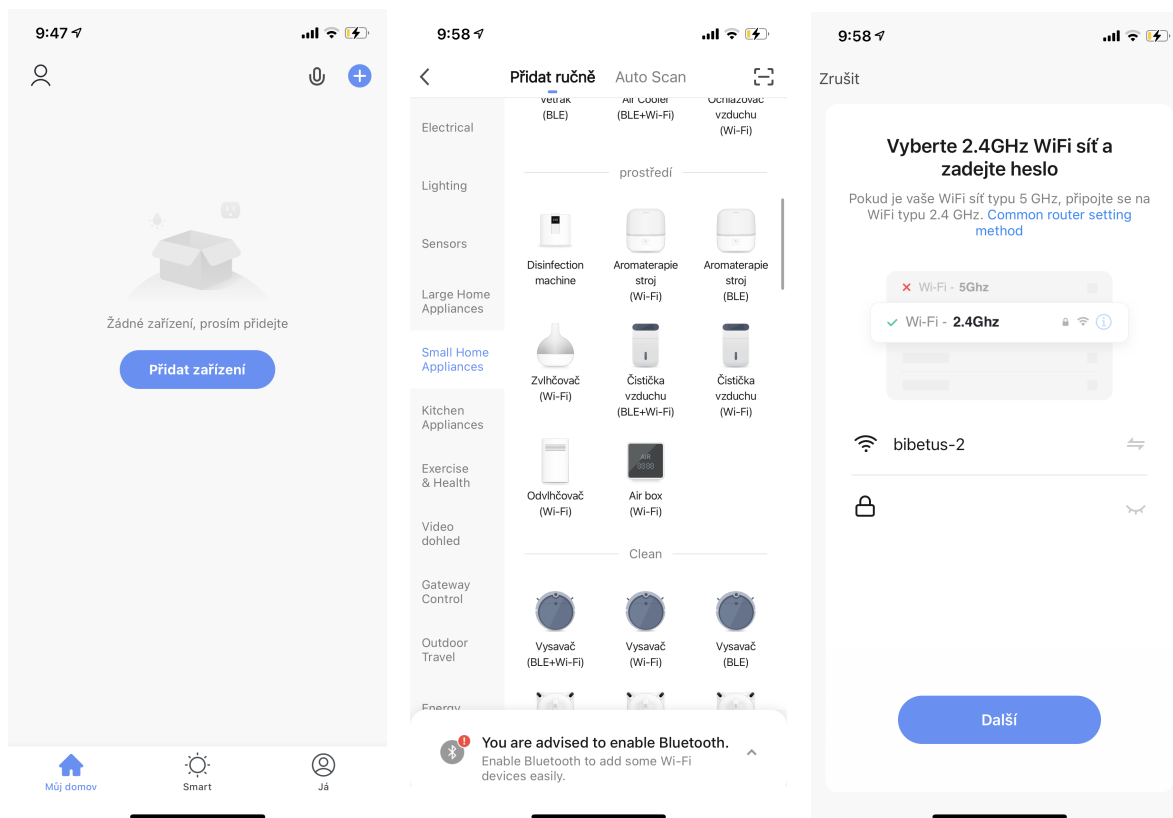 9:47
Žádné zařízení, prosím přidejte
Přidat zařízení
Můj domov
Smart
Já
9:58
Přidat ručně
Auto Scan
Electrical
Lighting
Sensors
Large Home
Appliances
Small Home
Appliances
Kitchen
Appliances
Exercise
& Health
Video
dohled
Gateway
Control
Outdoor
Travel
Energy
Větrák
(BLE)
Air Cooler
(BLE+Wi-Fi)
Ochlazovač
vzduchu
(Wi-Fi)
prostředí
Disinfection
machine
Aromaterapie
stroj
(Wi-Fi)
Aromaterapie
stroj
(BLE)
Zvlhčovač
(Wi-Fi)
Čistička
vzduchu
(BLE+Wi-Fi)
Čistička
vzduchu
(Wi-Fi)
AIR
8888
Odvlhčovač
(Wi-Fi)
Air box
(Wi-Fi)
Clean
Vysavač
(BLE+Wi-Fi)
Vysavač
(Wi-Fi)
Vysavač
(BLE)
You are advised to enable Bluetooth.
Enable Bluetooth to add some Wi-Fi
devices easily.
9:58
Zrušit
Vyberte 2.4GHz WiFi síť a
zadejte heslo
Pokud je vaše WiFi síť typu 5 GHz, připojte se na
WiFi typu 2.4 GHz. Common router setting
method
Wi-Fi - 5Ghz
Wi-Fi - 2.4Ghz
bibetus-2
Další